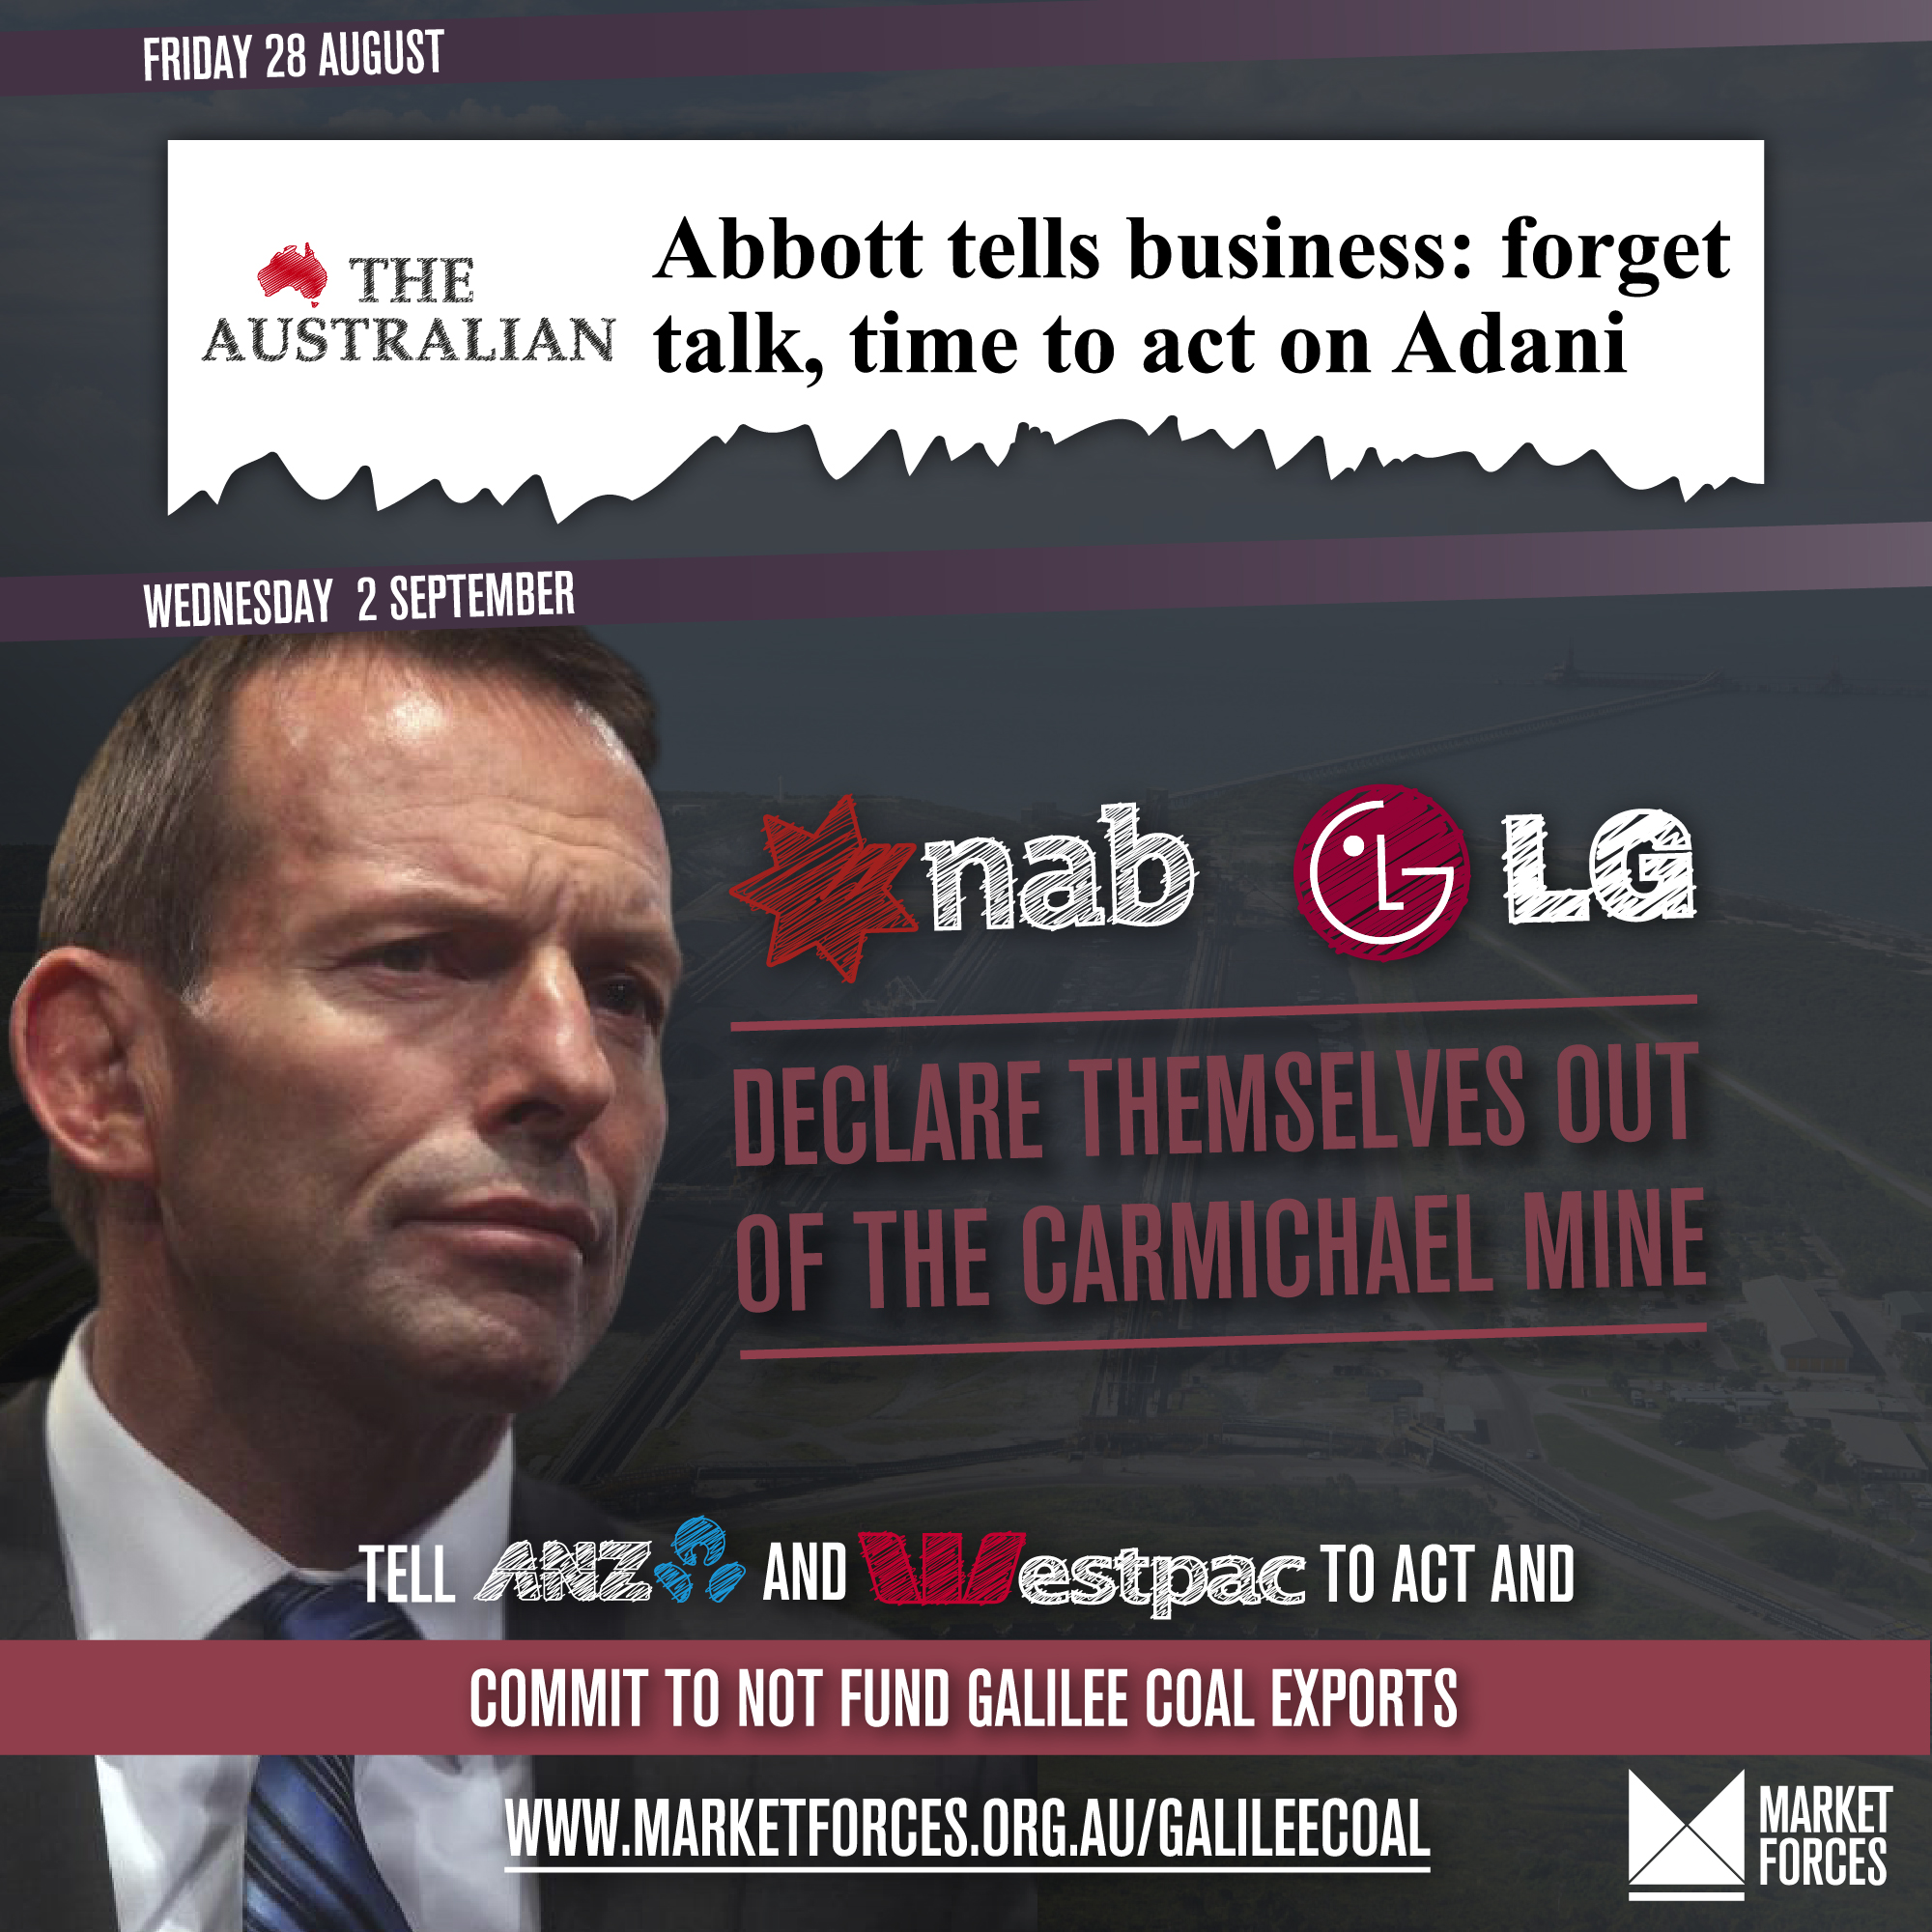 FRIDAY 28 AUGUST
THE
AUSTRALIAN
Abbott tells business: forget
talk, time to act on Adani
WEDNESDAY 2 SEPTEMBER
nab LG LG
DECLARE THEMSELVES OUT
OF THE CARMICHAEL MINE
TELL ANZ AND Westpac TO ACT AND
COMMIT TO NOT FUND GALILEE COAL EXPORTS
WWW.MARKETFORCES.ORG.AU/GALILEECOAL
MARKET
FORCES